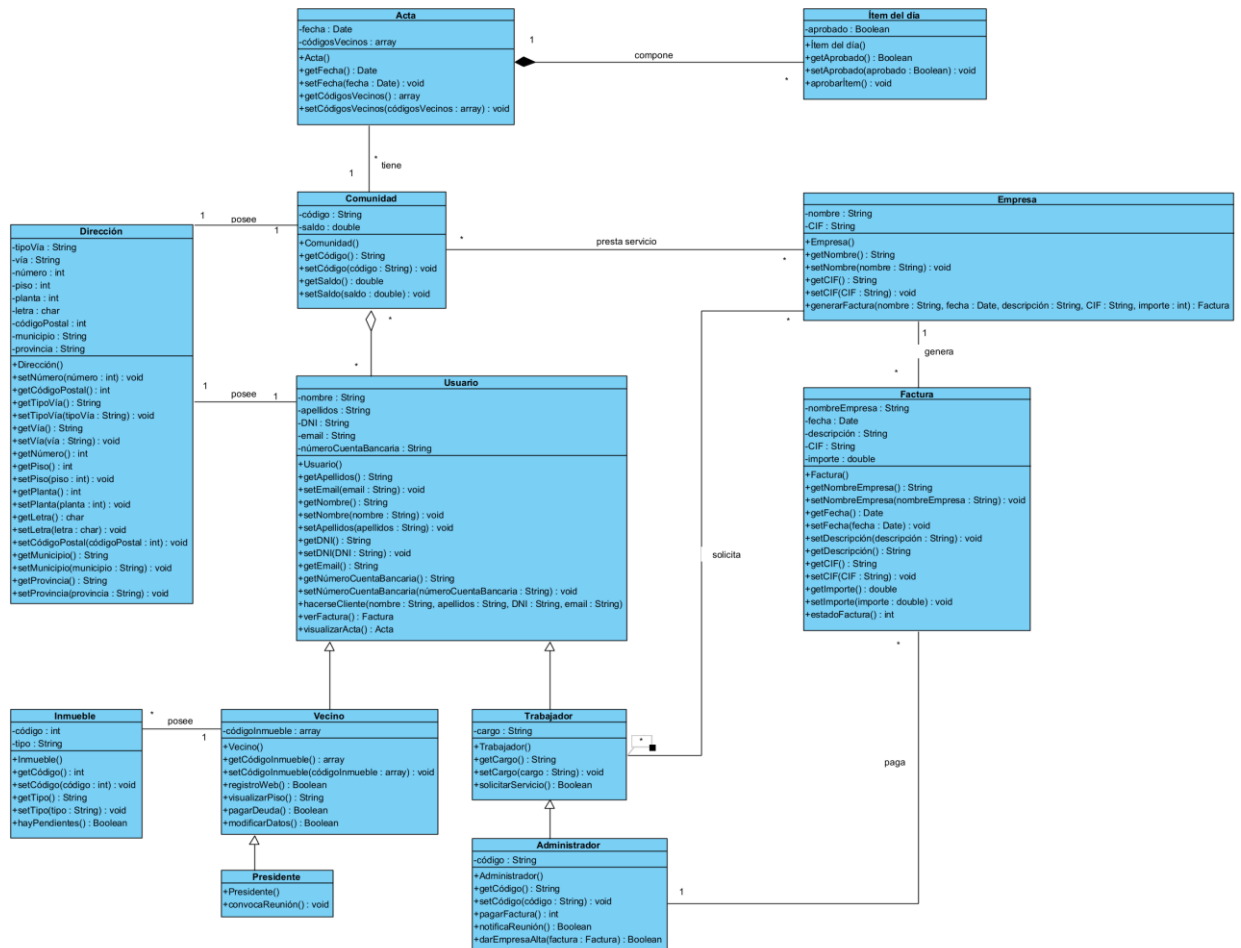 Acta
-fecha : Date
-códigosVecinos : array
+Acta()
+getFecha() : Date
+setFecha(fecha : Date) : void
+getCódigosVecinos() : array
+setCódigosVecinos(códigosVecinos : array) : void
1
compone
*
Ítem del día
-aprobado : Boolean
+Ítem del día()
+getAprobado() : Boolean
+setAprobado(aprobado : Boolean) : void
+aprobarÍtem() : void
*
tiene
1
Comunidad
-código : String
-saldo : double
+Comunidad()
+getCódigo() : String
+setCódigo(código : String) : void
+getSaldo() : double
+setSaldo(saldo : double) : void
1
posee
1
*
presta servicio
*
Empresa
-nombre : String
-CIF : String
+Empresa()
+getNombre() : String
+setNombre(nombre : String) : void
+getCIF() : String
+setCIF(CIF : String) : void
+generarFactura(nombre : String, fecha : Date, descripción : String, CIF : String, importe : int) : Factura
Dirección
-tipoVía : String
-vía : String
-número : int
-piso : int
-planta : int
-letra : char
-códigoPostal : int
-municipio : String
-provincia : String
+Dirección()
+setNúmero(número : int) : void
+getCódigoPostal() : int
+getTipoVía() : String
+setTipoVía(tipoVía : String) : void
+getVía() : String
+setVía(vía : String) : void
+getNúmero() : int
+getPiso() : int
+setPiso(piso : int) : void
+getPlanta() : int
+setPlanta(planta : int) : void
+getLetra() : char
+setLetra(letra : char) : void
+setCódigoPostal(códigoPostal : int) : void
+getMunicipio() : String
+setMunicipio(municipio : String) : void
+getProvincia() : String
+setProvincia(provincia : String) : void
*
*
1
posee
1
Usuario
-nombre : String
-apellidos : String
-DNI : String
-email : String
-númeroCuentaBancaria : String
+Usuario()
+getApellidos() : String
+setEmail(email : String) : void
+getNombre() : String
+setNombre(nombre : String) : void
+setApellidos(apellidos : String) : void
+getDNI() : String
+setDNI(DNI : String) : void
+getEmail() : String
+getNúmeroCuentaBancaria() : String
+setNúmeroCuentaBancaria(númeroCuentaBancaria : String) : void
+hacerseCliente(nombre : String, apellidos : String, DNI : String, email : String)
+verFactura() : Factura
+visualizarActa() : Acta
*
solicita
*
1
genera
*
Factura
-nombreEmpresa : String
-fecha : Date
-descripción : String
-CIF : String
-importe : double
+Factura()
+getNombreEmpresa() : String
+setNombreEmpresa(nombreEmpresa : String) : void
+getFecha() : Date
+setFecha(fecha : Date) : void
+setDescripción(descripción : String) : void
+getDescripción() : String
+getCIF() : String
+setCIF(CIF : String) : void
+getImporte() : double
+setImporte(importe : double) : void
+estadoFactura() : int
*
paga
1
Inmueble
-código : int
-tipo : String
+Inmueble()
+getCódigo() : int
+setCódigo(código : int) : void
+getTipo() : String
+setTipo(tipo : String) : void
+hayPendientes() : Boolean
*
posee
1
Vecino
-códigoInmueble : array
+Vecino()
+getCódigoInmueble() : array
+setCódigoInmueble(códigoInmueble : array) : void
+registroWeb() : Boolean
+visualizarPiso() : String
+pagarDeuda() : Boolean
+modificarDatos() : Boolean
Trabajador
-cargo : String
+Trabajador()
+getCargo() : String
+setCargo(cargo : String) : void
+solicitarServicio() : Boolean
Presidente
+Presidente()
+convocaReunión() : void
Administrador
-código : String
+Administrador()
+getCódigo() : String
+setCódigo(código : String) : void
+pagarFactura() : int
+notificaReunión() : Boolean
+darEmpresaAlta(factura : Factura) : Boolean